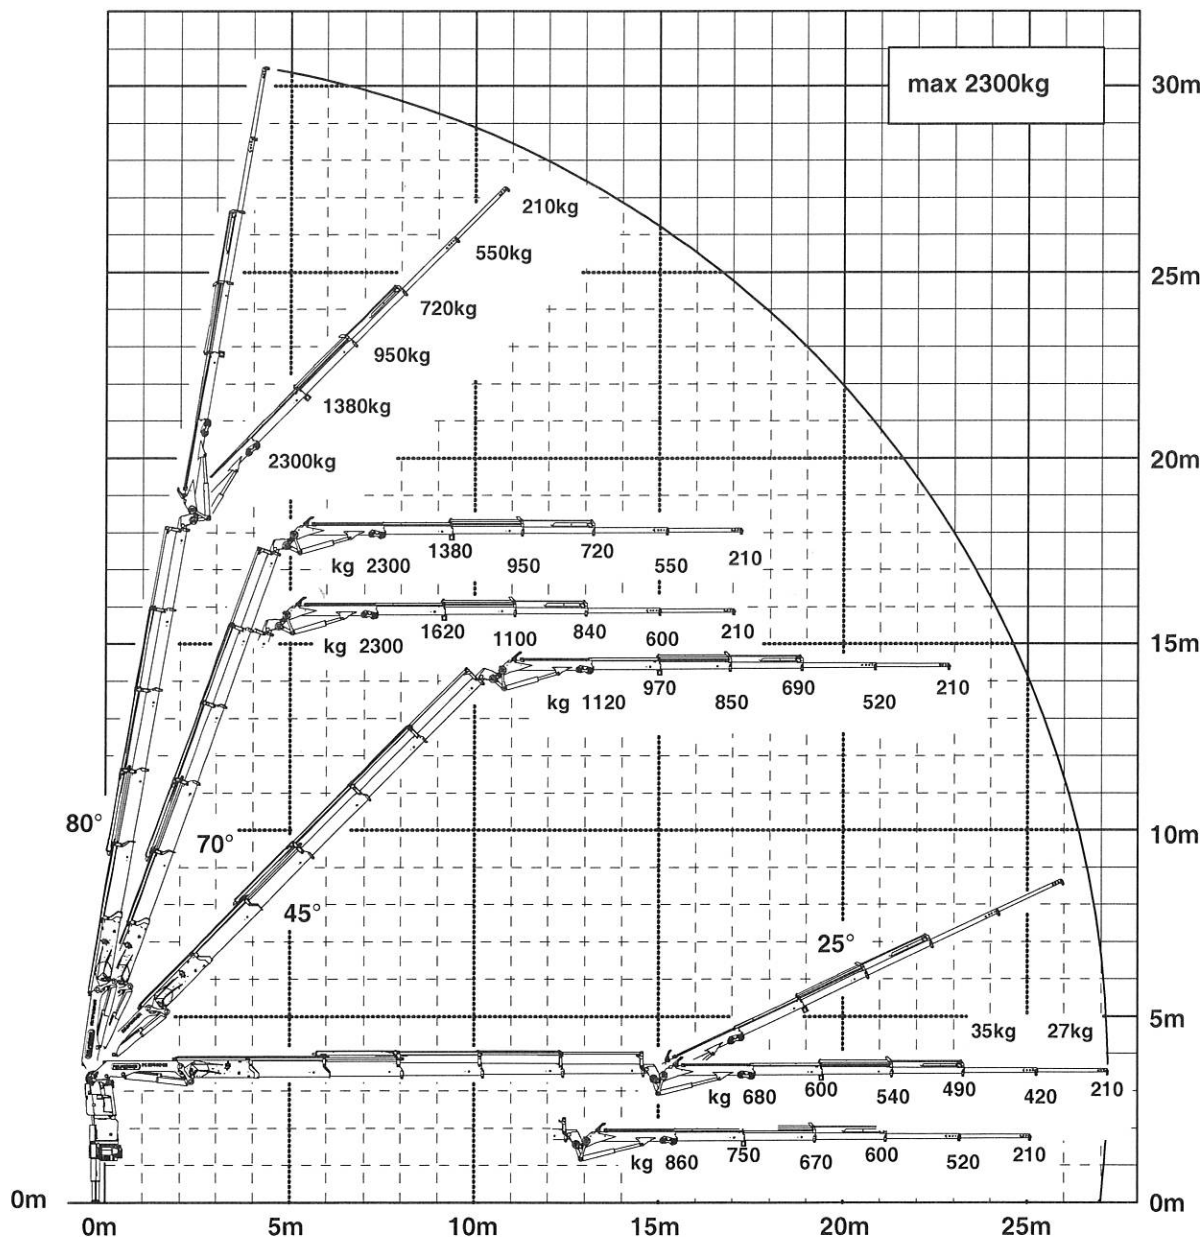 max 2300kg
30m
210kg
550kg
25m
720kg
950kg
1380kg
2300kg
20m
kg 2300 1380 950 720 550 210
kg 2300 1620 1100 840 600 210
15m
kg 1120 970 850 690 520 210
80°
70°
10m
45°
25°
35kg 27kg
5m
kg 680 600 540 490 420 210
kg 860 750 670 600 520 210
0m 0m
0m 5m 10m 15m 20m 25m